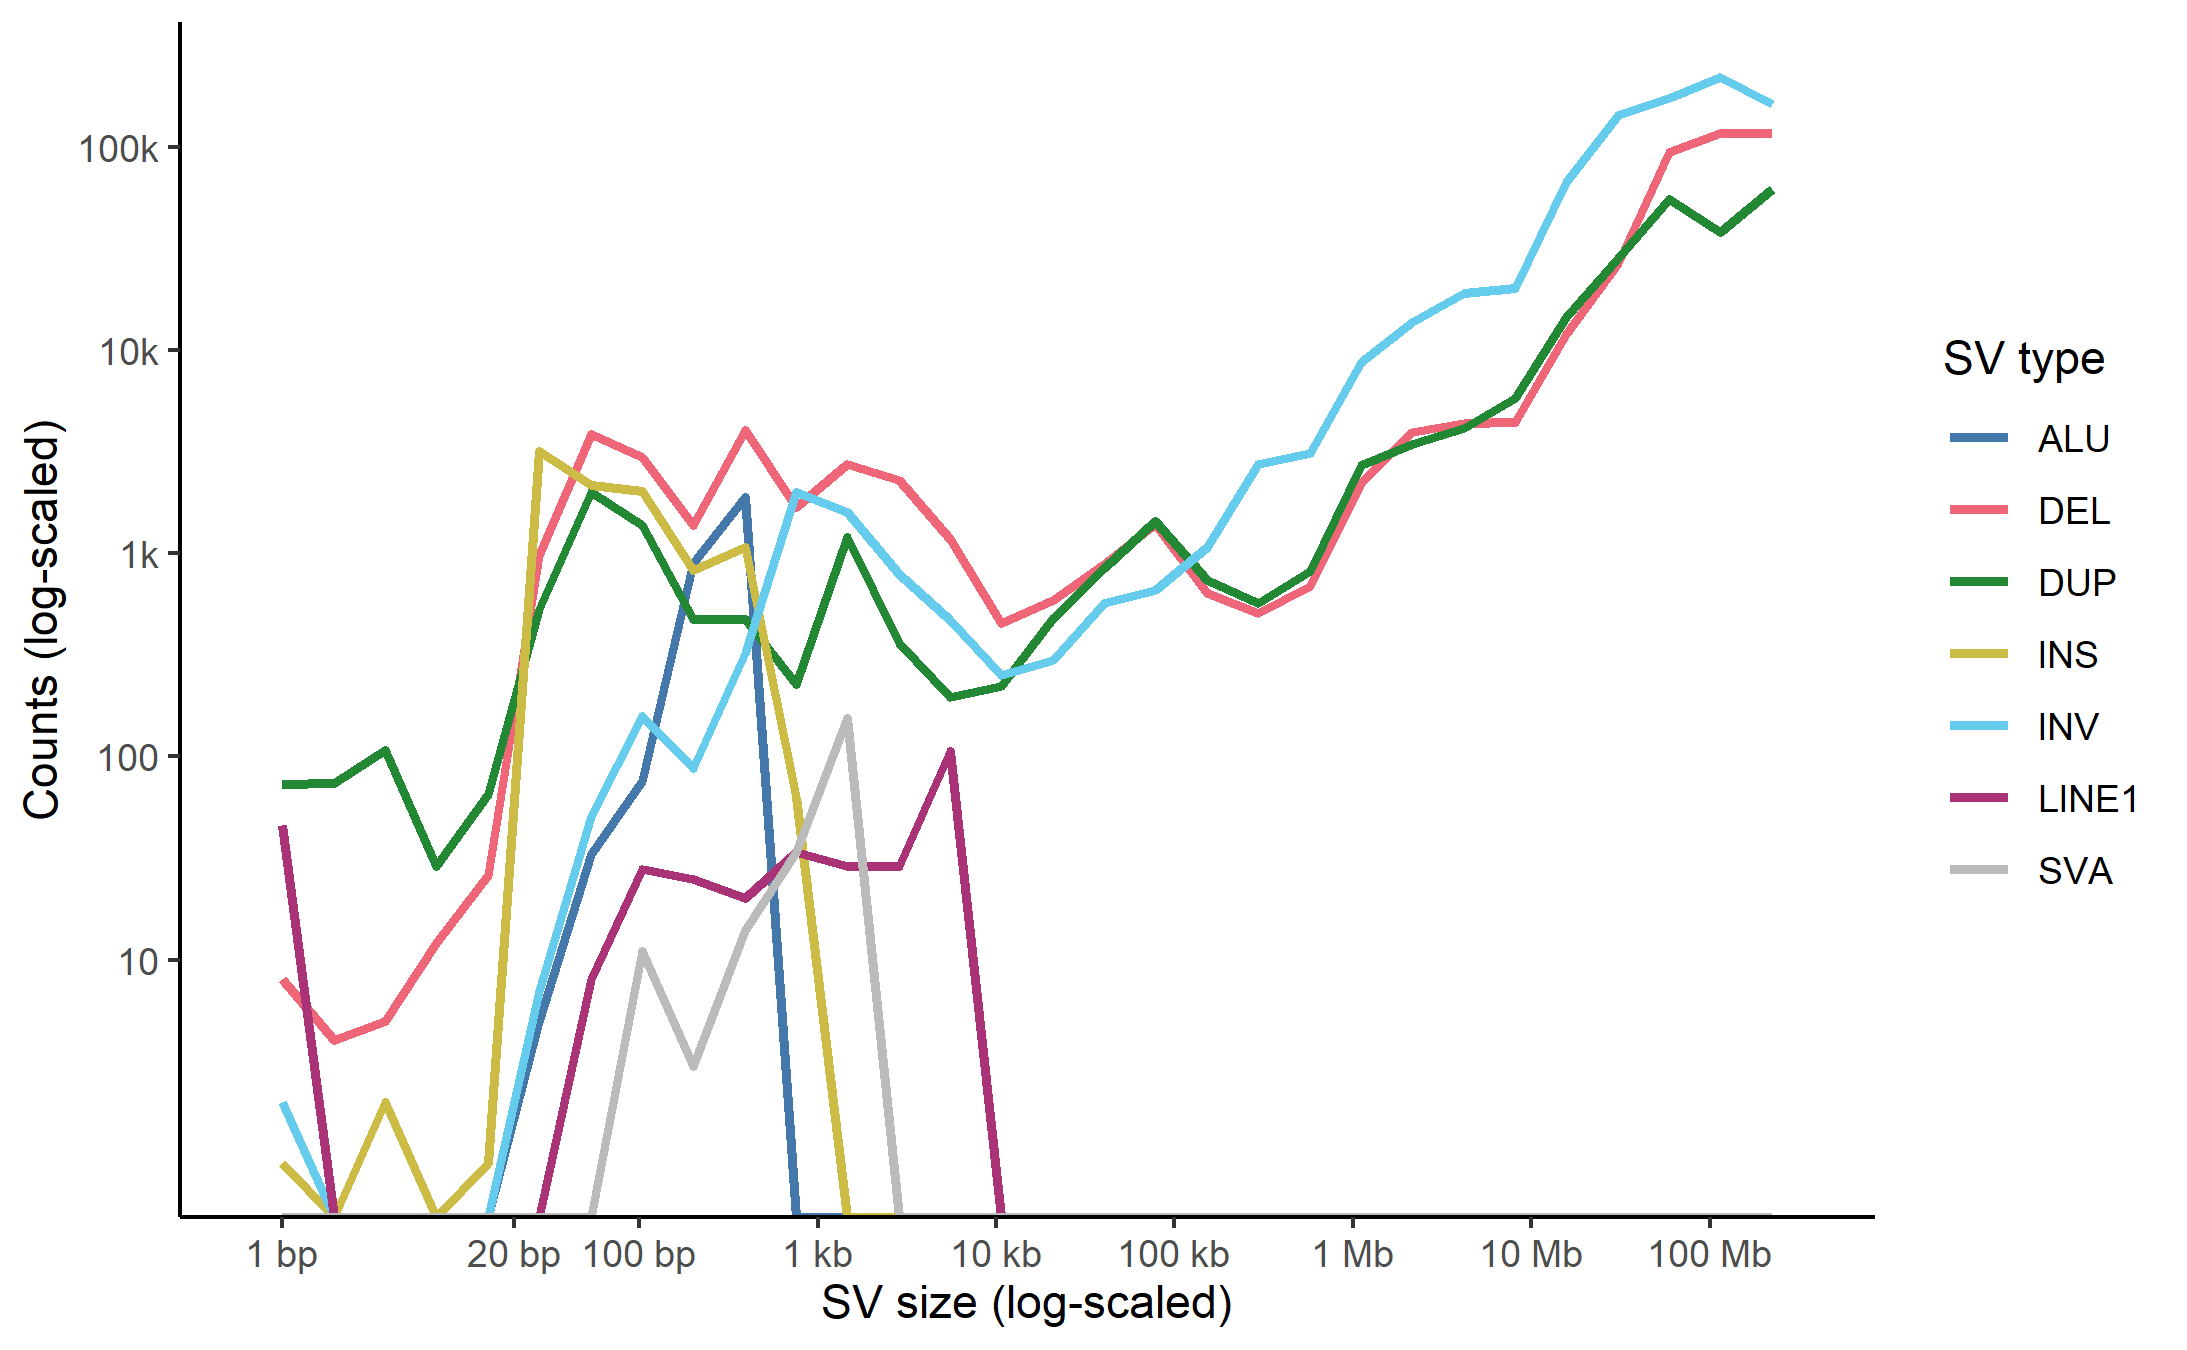 Counts (log-scaled)
100k
10k
1k
100
10
1 bp
20 bp
100 bp
1 kb
10 kb
100 kb
1 Mb
10 Mb
100 Mb
SV size (log-scaled)
SV type
ALU
DEL
DUP
INS
INV
LINE1
SVA